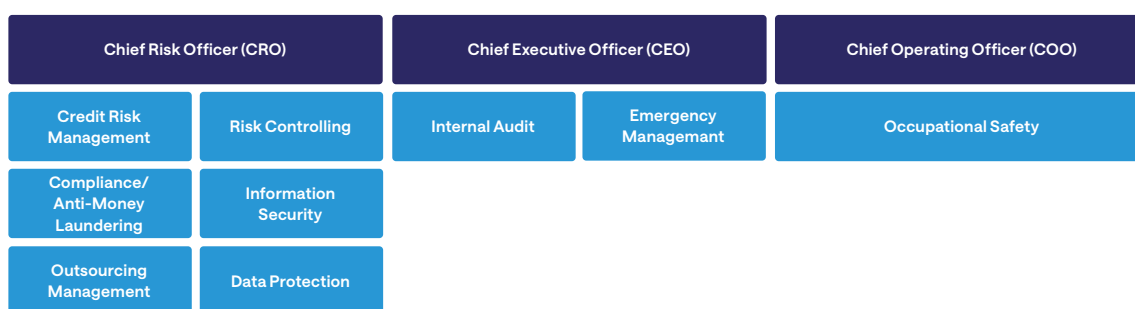 Chief Risk Officer (CRO)
Chief Executive Officer (CEO)
Chief Operating Officer (COO)
Credit Risk
Management
Risk Controlling
Internal Audit
Emergency
Managemant
Occupational Safety
Compliance/
Anti-Money
Laundering
Information
Security
Outsourcing
Management
Data Protection